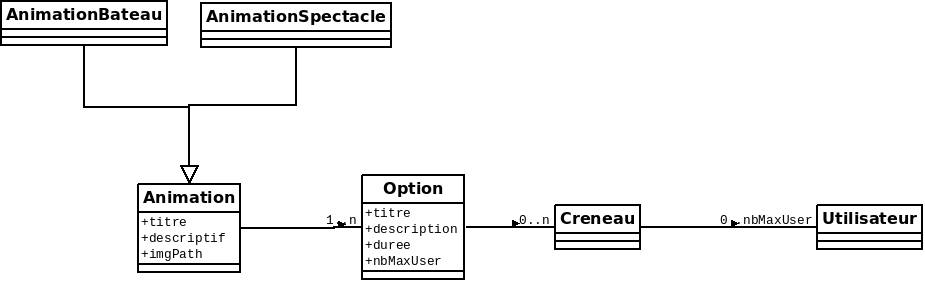 AnimationBateau
AnimationSpectacle
Animation
+titre
+descriptif
+imgPath
1..n
Option
+titre
+description
+duree
+nbMaxUser
0..n
Creneau
0..nbMaxUser
Utilisateur